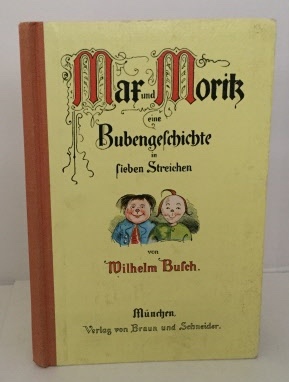 Max und Moritz
eine
Bubengeschichte
in
sieben Streichen
von
Wilhelm Busch.
München.
Verlag von Braun und Schneider.